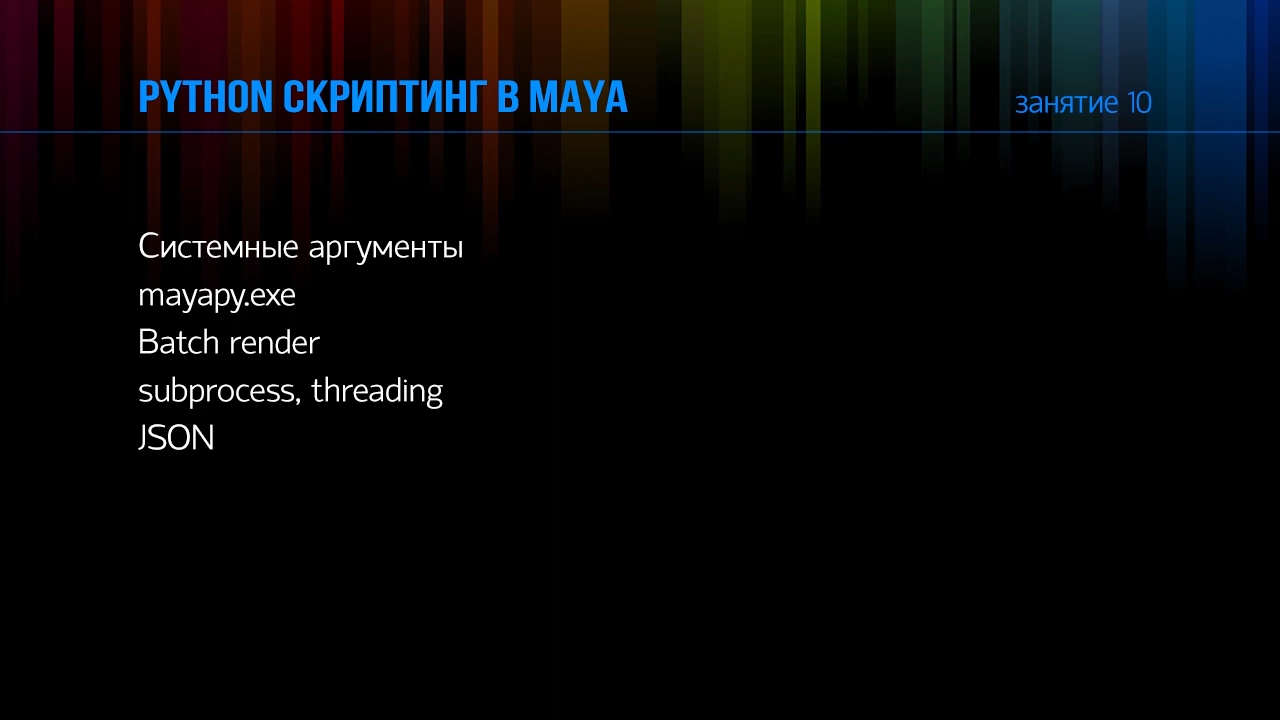 PYTHON СКРИПТИНГ В MAYA
занятие 10
Системные аргументы
mayapy.exe
Batch render
subprocess, threading
JSON